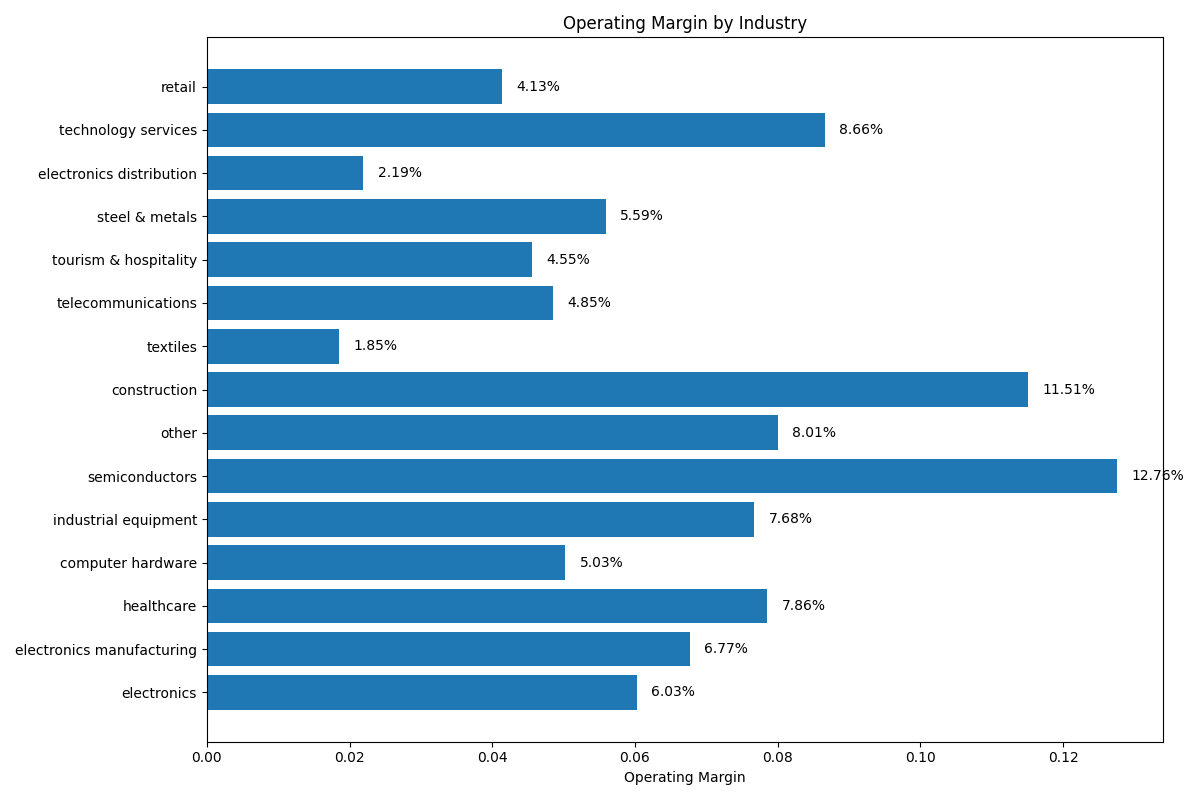 Operating Margin by Industry
retail 4.13%
technology services 8.66%
electronics distribution 2.19%
steel & metals 5.59%
tourism & hospitality 4.55%
telecommunications 4.85%
textiles 1.85%
construction 11.51%
other 8.01%
semiconductors 12.76%
industrial equipment 7.68%
computer hardware 5.03%
healthcare 7.86%
electronics manufacturing 6.77%
electronics 6.03%
0.00 0.02 0.04 0.06 0.08 0.10 0.12
Operating Margin